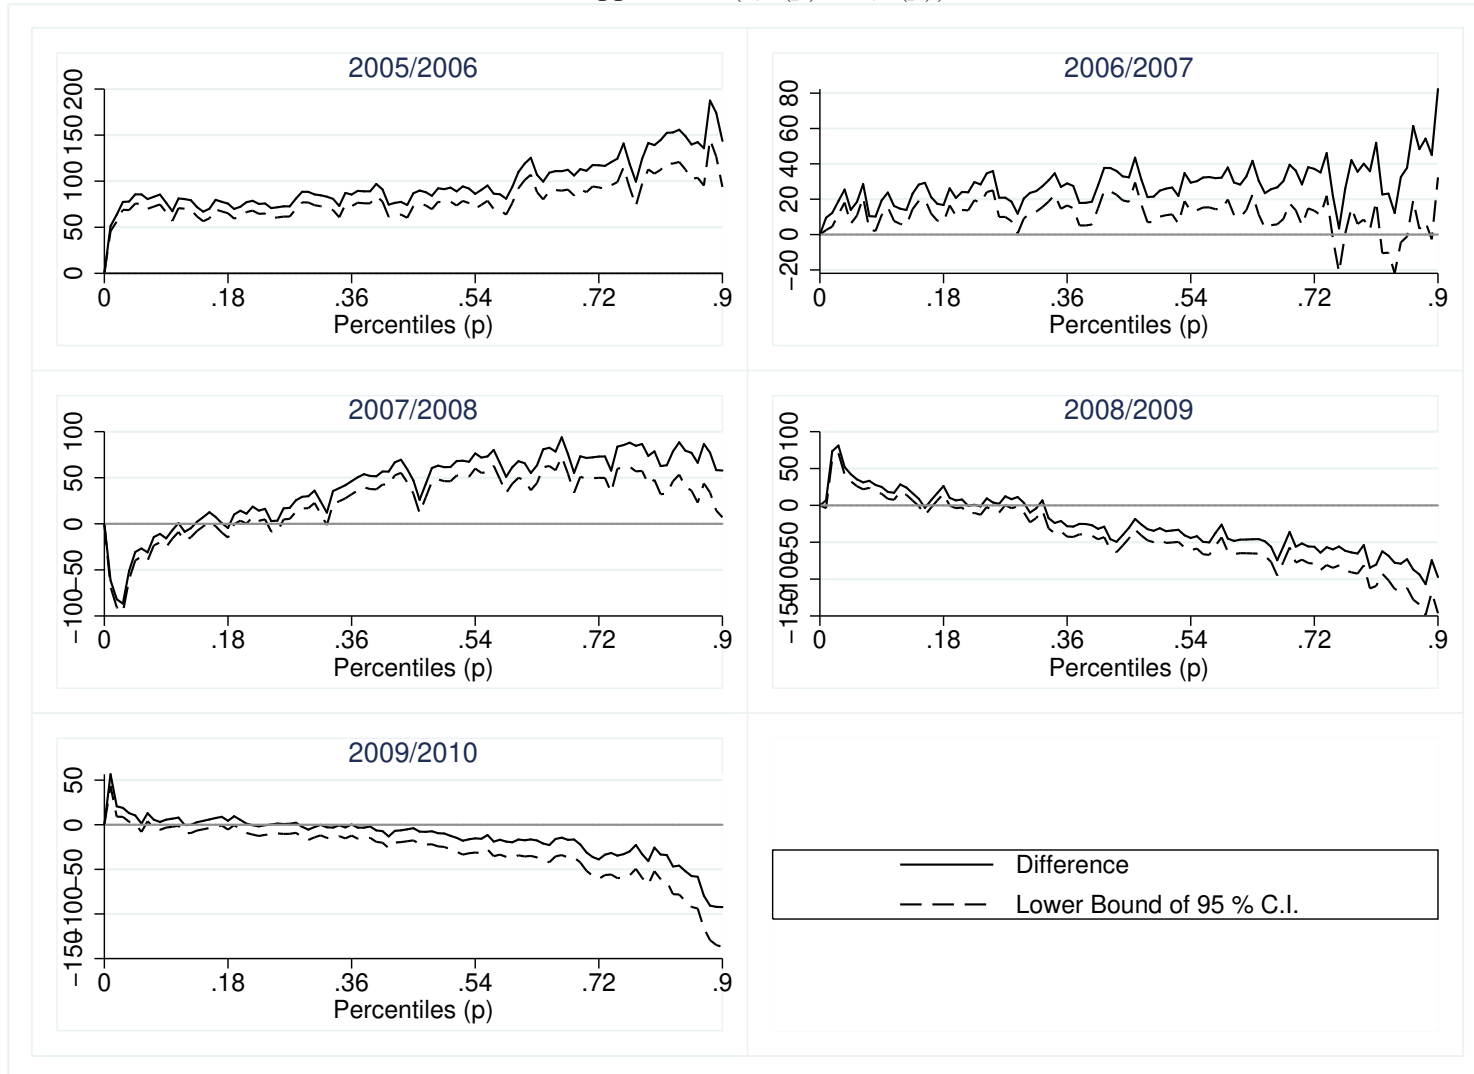 2005/2006
200
150
100
50
0
0 .18 .36 .54 .72 .9
Percentiles (p)
2006/2007
80
60
40
20
0
−20
0 .18 .36 .54 .72 .9
Percentiles (p)
2007/2008
100
50
0
−50
−100
0 .18 .36 .54 .72 .9
Percentiles (p)
2008/2009
100
50
0
−50
−100
−150
0 .18 .36 .54 .72 .9
Percentiles (p)
2009/2010
50
0
−50
−100
−150
0 .18 .36 .54 .72 .9
Percentiles (p)
Difference
Lower Bound of 95 % C.I.